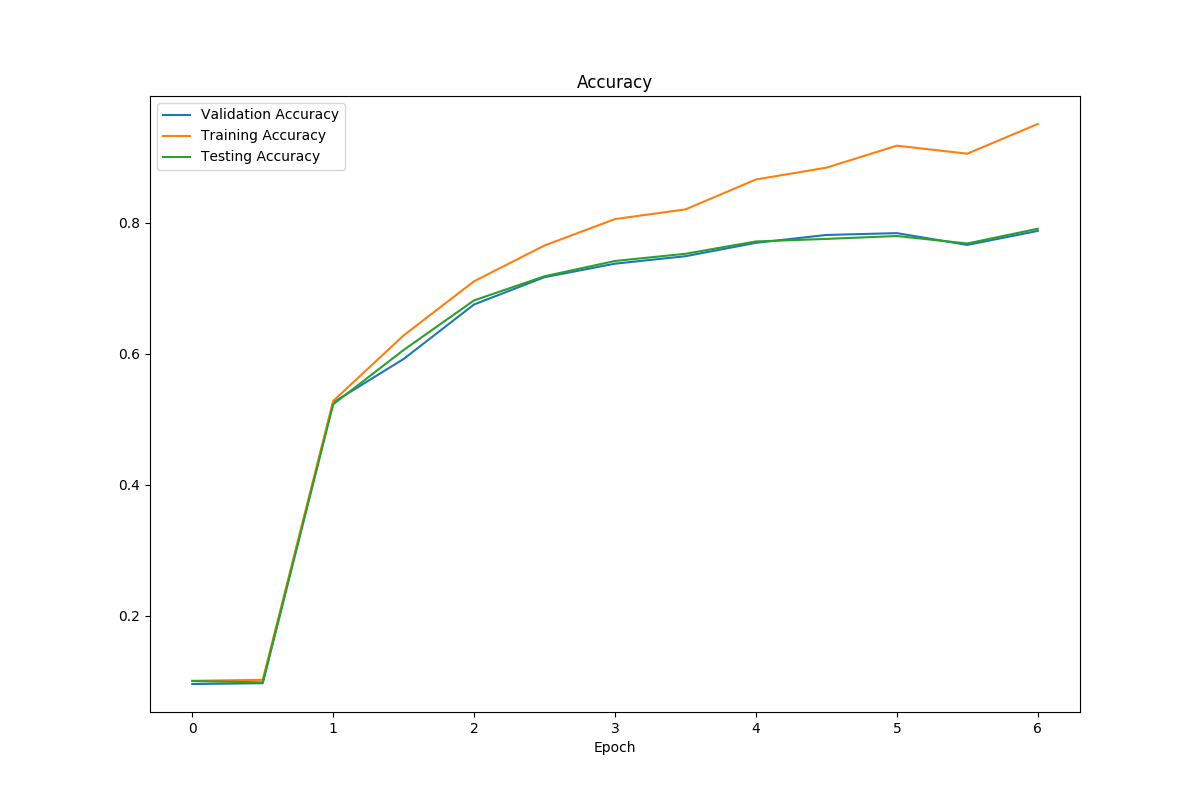 Accuracy
Validation Accuracy
Training Accuracy
Testing Accuracy
0.8
0.6
0.4
0.2
0 1 2 3 4 5 6
Epoch